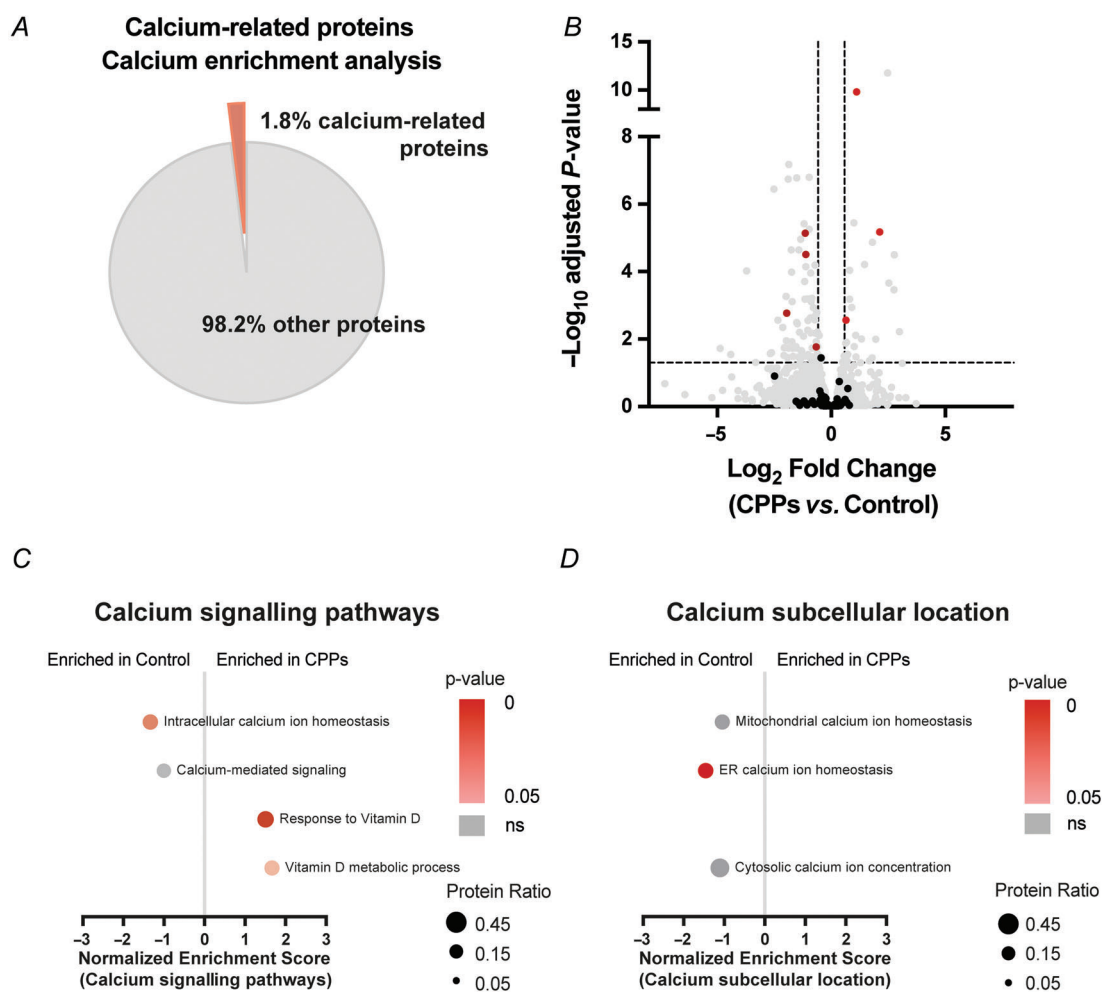 A
Calcium-related proteins
Calcium enrichment analysis
1.8% calcium-related
proteins
98.2% other proteins
B
15
10
8
6
4
2
0
–Log10 adjusted P-value
–5
0
5
Log2 Fold Change
(CPPs vs. Control)
C
Calcium signalling pathways
Enriched in Control
Enriched in CPPs
Intracellular calcium ion homeostasis
Calcium-mediated signaling
Response to Vitamin D
Vitamin D metabolic process
–3 –2 –1 0 1 2 3
Normalized Enrichment Score
(Calcium signalling pathways)
p-value
0
0.05
ns
Protein Ratio
0.45
0.15
0.05
D
Calcium subcellular location
Enriched in Control
Enriched in CPPs
Mitochondrial calcium ion homeostasis
ER calcium ion homeostasis
Cytosolic calcium ion concentration
–3 –2 –1 0 1 2 3
Normalized Enrichment Score
(Calcium subcellular location)
p-value
0
0.05
ns
Protein Ratio
0.45
0.15
0.05